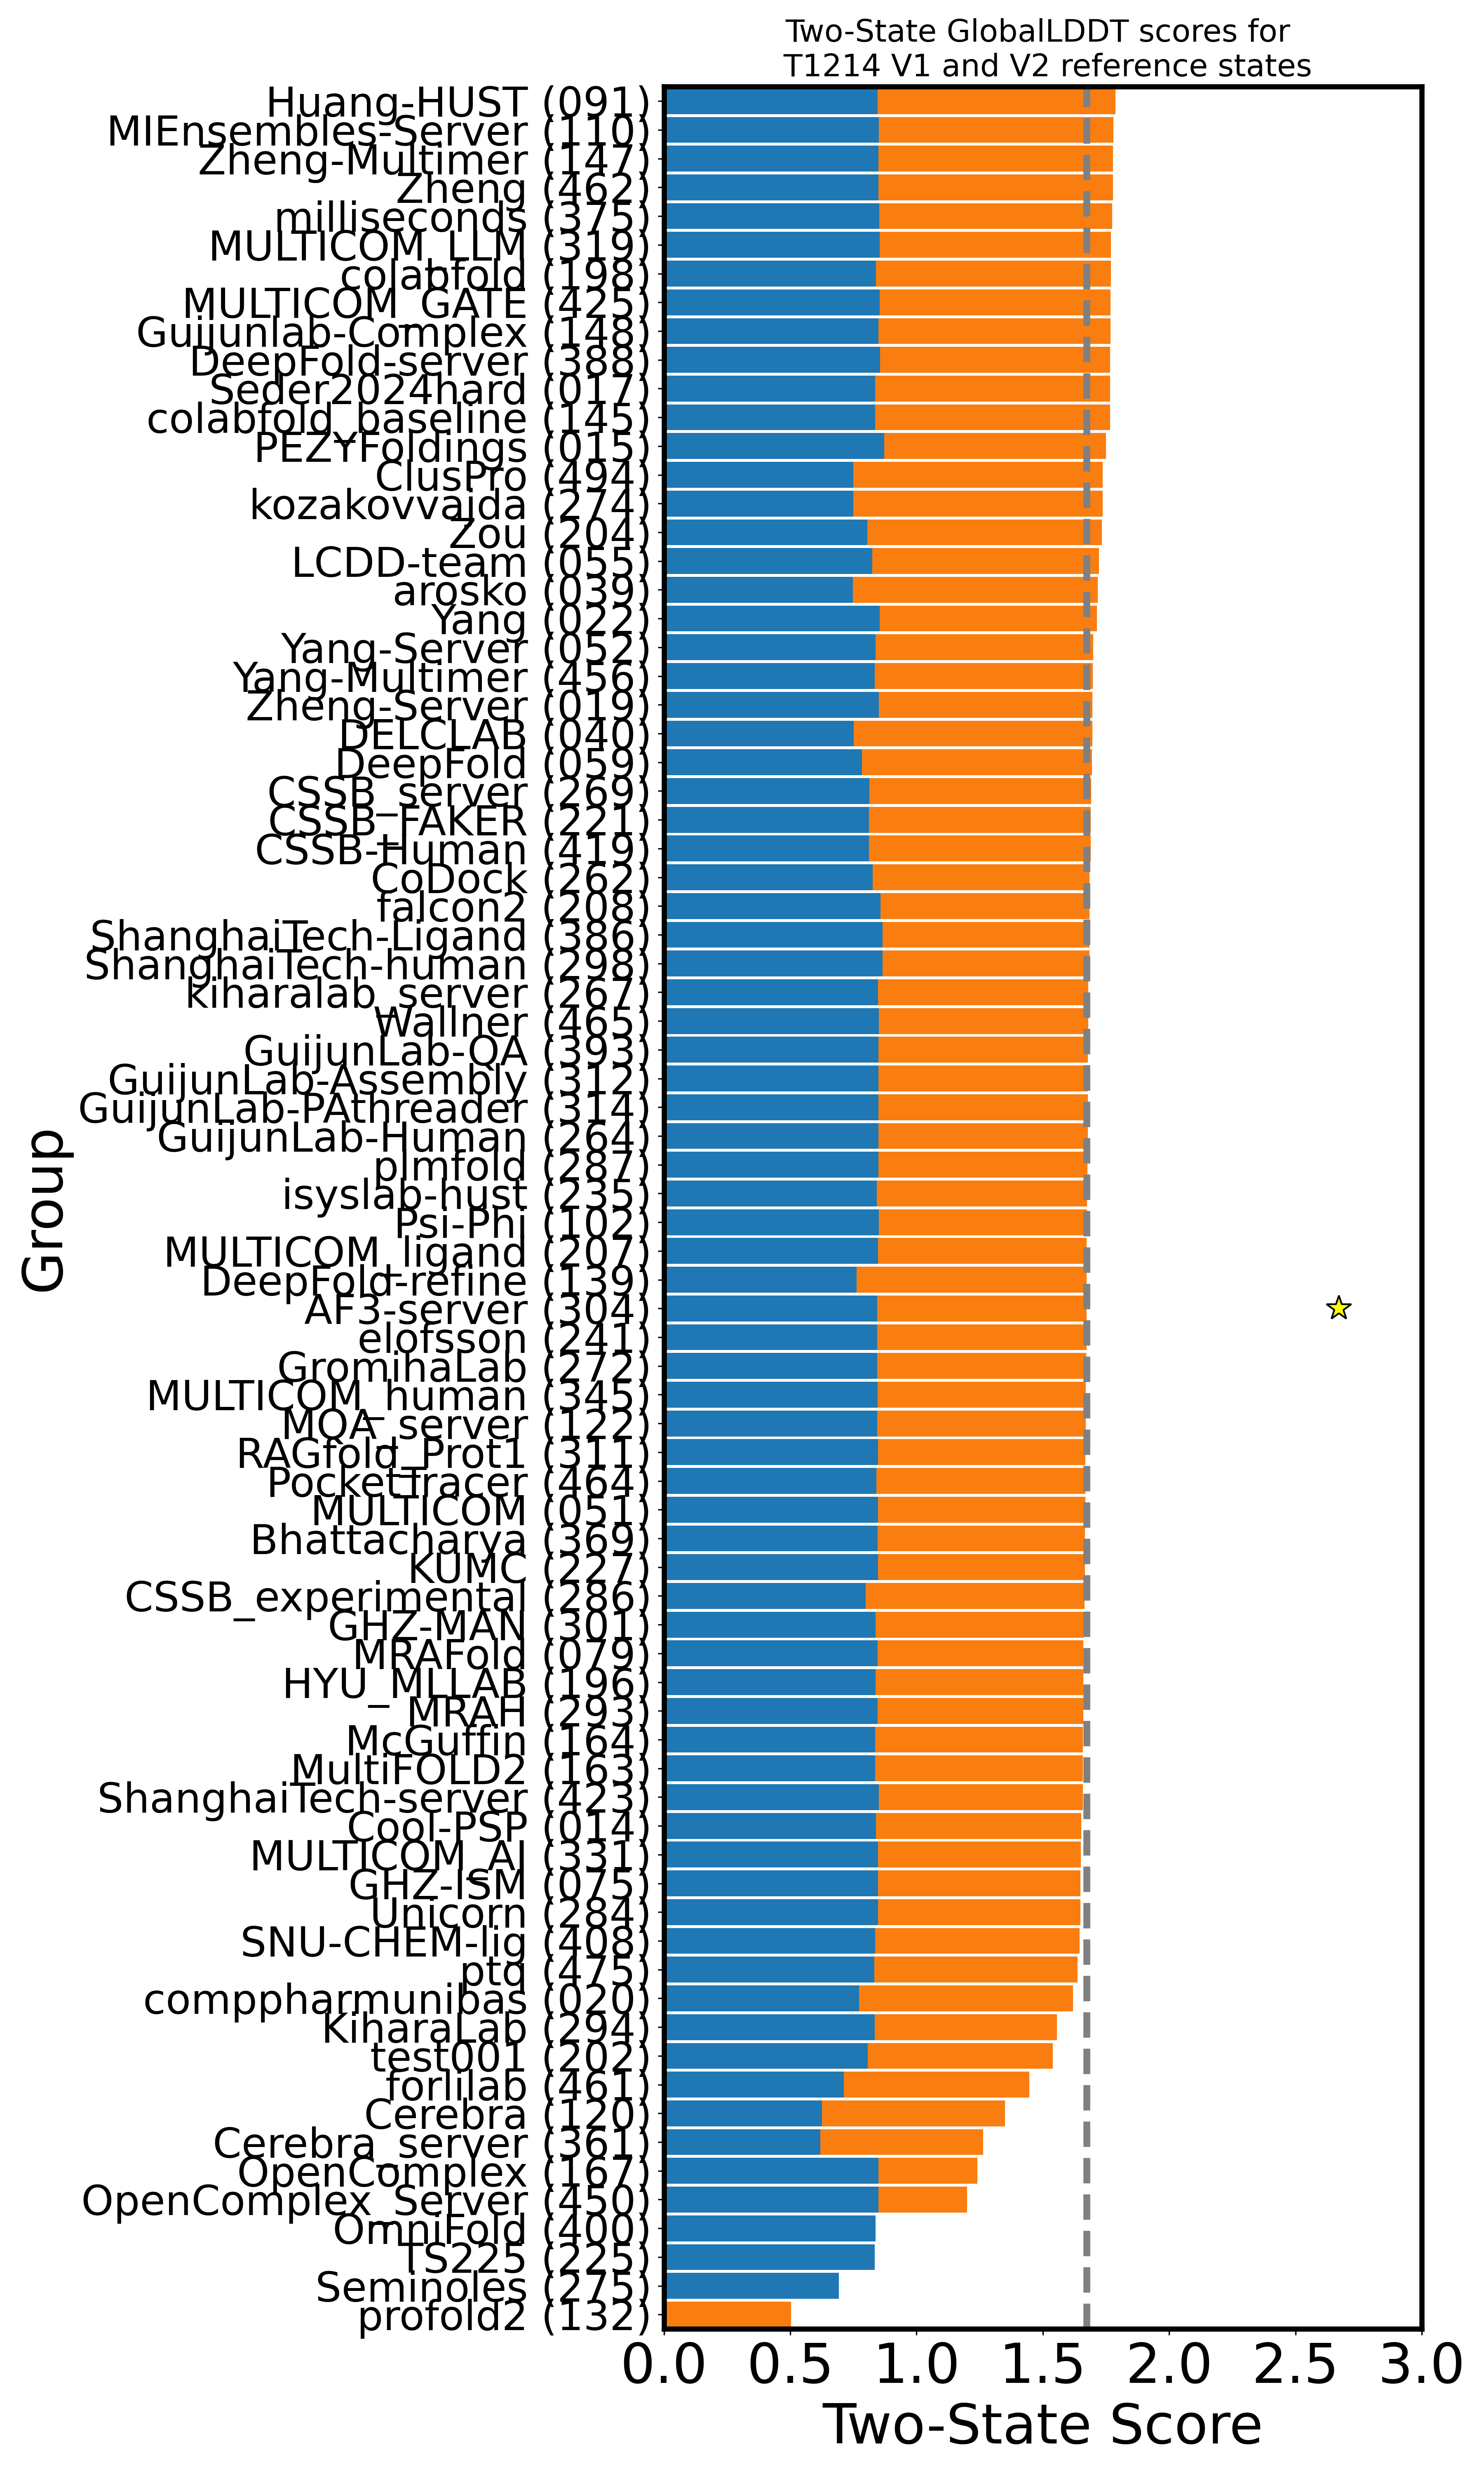 Two-State GlobalLDDT scores for
T1214 V1 and V2 reference states
Huang-HUST (091)
MIEnsembles-Server (110)
Zheng-Multimer (147)
Zheng (462)
milliseconds (375)
MULTICOM_LLM (319)
colabfold (198)
MULTICOM_GATE (425)
Guijunlab-Complex (148)
DeepFold-server (388)
Seder2024hard (017)
colabfold_baseline (145)
PEZYFoldings (015)
ClusPro (494)
kozakovvajda (274)
Zou (204)
LCDD-team (055)
arosko (039)
Yang (022)
Yang-Server (052)
Yang-Multimer (456)
Zheng-Server (019)
DELCLAB (040)
DeepFold (059)
CSSB_server (269)
CSSB_FAKER (221)
CSSB-Human (419)
CoDock (262)
falcon2 (208)
ShanghaiTech-Ligand (386)
ShanghaiTech-human (298)
kiharalab_server (267)
Wallner (465)
GuijunLab-QA (393)
GuijunLab-Assembly (312)
GuijunLab-PAthreader (314)
GuijunLab-Human (264)
plmfold (287)
isyslab-hust (235)
Psi-Phi (102)
MULTICOM_ligand (207)
DeepFold-refine (139)
AF3-server (304)
elofsson (241)
GromihaLab (272)
MULTICOM_human (345)
MQA_server (122)
RAGfold_Prot1 (311)
PocketTracer (464)
MULTICOM (051)
Bhattacharya (369)
KUMC (227)
CSSB_experimental (286)
GHZ-MAN (301)
MRAFold (079)
HYU_MLLAB (196)
MRAH (293)
McGuffin (164)
MultiFOLD2 (163)
ShanghaiTech-server (423)
Cool-PSP (014)
MULTICOM_AI (331)
GHZ-ISM (075)
Unicorn (284)
SNU-CHEM-lig (408)
ptq (475)
comppharmunibas (020)
KiharaLab (294)
test001 (202)
forlilab (461)
Cerebra (120)
Cerebra_server (361)
OpenComplex (167)
OpenComplex_Server (450)
OmniFold (400)
TS225 (225)
Seminoles (275)
profold2 (132)
Group
0.0 0.5 1.0 1.5 2.0 2.5 3.0
Two-State Score